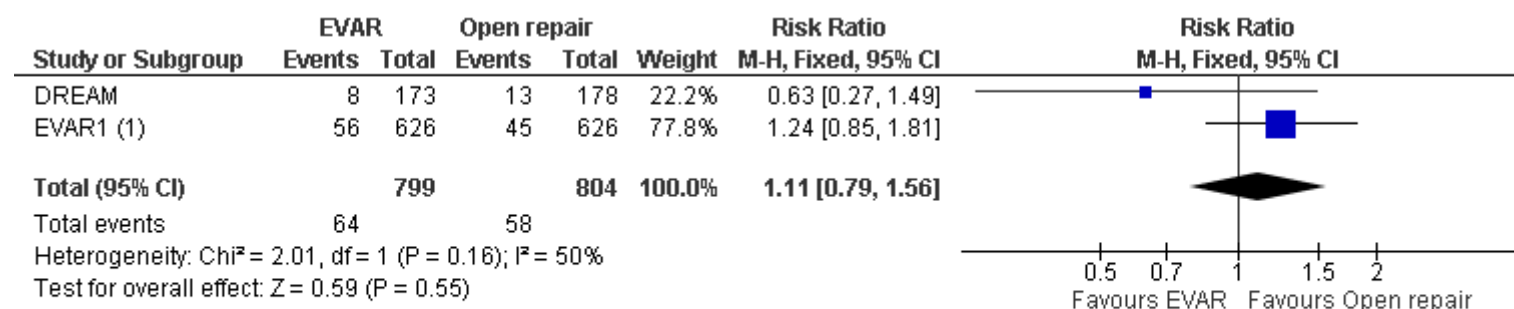 EVAR Open repair Risk Ratio Risk Ratio
Study or Subgroup Events Total Events Total Weight M-H, Fixed, 95% CI M-H, Fixed, 95% CI
DREAM 8 173 13 178 22.2% 0.63 [0.27, 1.49]
EVAR1 (1) 56 626 45 626 77.8% 1.24 [0.85, 1.81]
Total (95% CI) 799 804 100.0% 1.11 [0.79, 1.56]
Total events 64 58
Heterogeneity: Chi² = 2.01, df = 1 (P = 0.16); I² = 50%
Test for overall effect: Z = 0.59 (P = 0.55)
0.5 0.7 1 1.5 2
Favours EVAR Favours Open repair